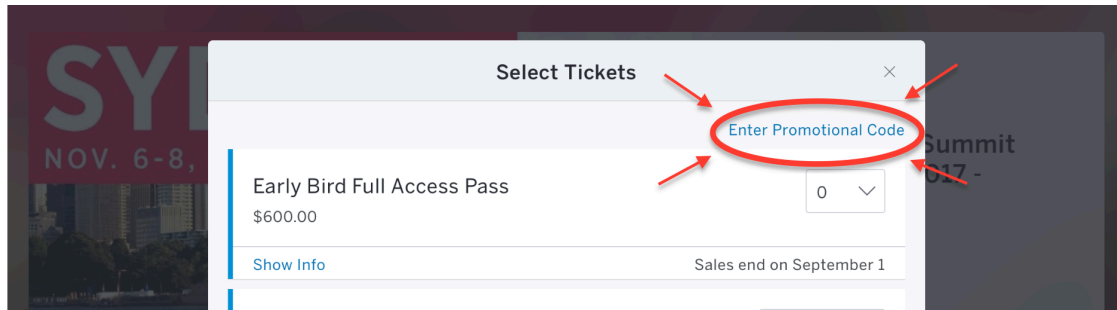 Select Tickets
Enter Promotional Code
SY
NOV. 6-8,
Summit
2017 -
Early Bird Full Access Pass
0
$600.00
Show Info
Sales end on September 1